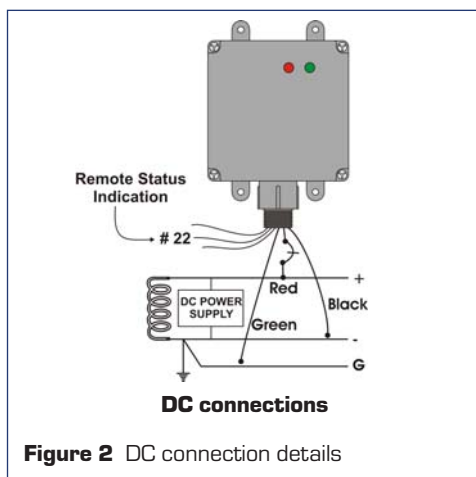 Remote Status
Indication
# 22
+
Red
Black
DC POWER
SUPPLY
Green
-
G
DC connections
Figure 2 DC connection details